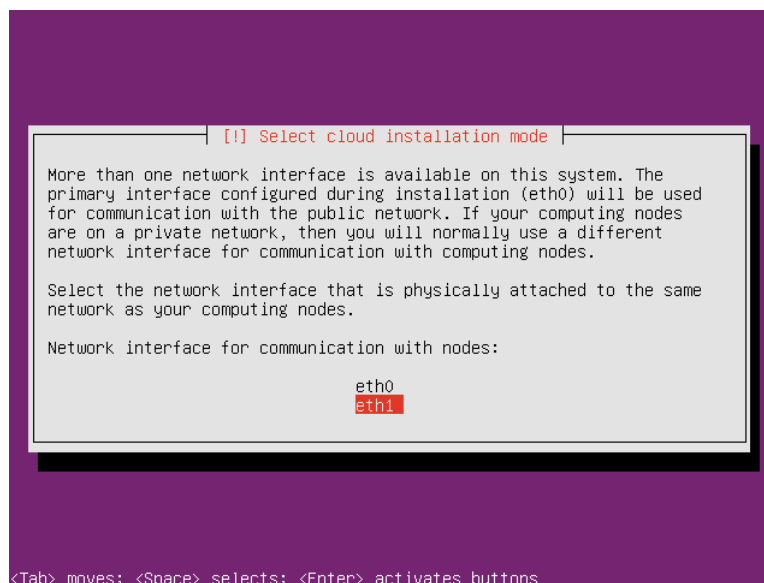 [!] Select cloud installation mode
More than one network interface is available on this system. The
primary interface configured during installation (eth0) will be used
for communication with the public network. If your computing nodes
are on a private network, then you will normally use a different
network interface for communication with computing nodes.
Select the network interface that is physically attached to the same
network as your computing nodes.
Network interface for communication with nodes:
eth0
eth1
<Tab> moves; <Space> selects; <Enter> activates buttons